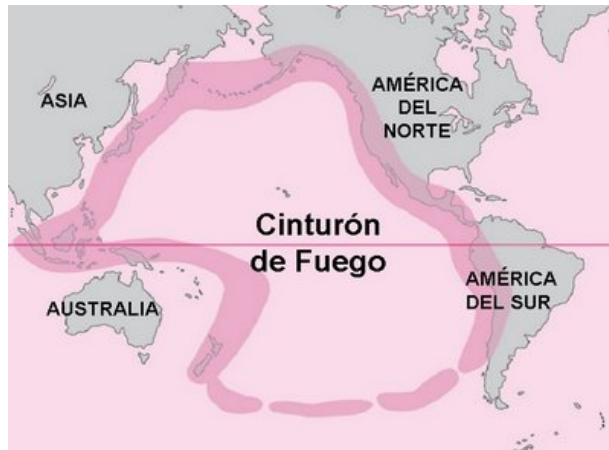 ASIA
AMÉRICA
DEL
NORTE
Cinturón
de Fuego
AUSTRALIA
AMÉRICA
DEL SUR